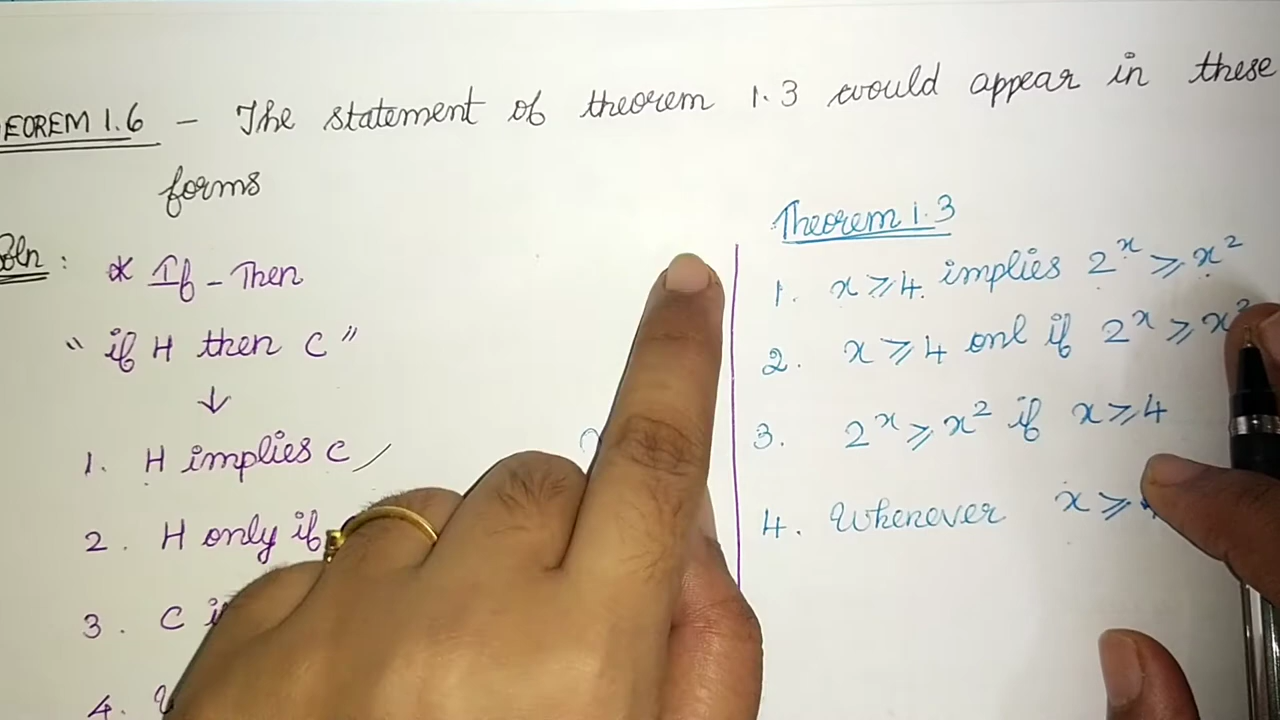 EOREM 1.6 - The statement of theorem 1.3 would appear in these
forms
Soln : * If - Then
"if H then C"
↓
1. H implies C
2. H only if
3. C
4.
Theorem 1.3
1. x ≥ 4 implies 2^x ≥ x^2
2. x ≥ 4 onl if 2^x ≥ x^2
3. 2^x ≥ x^2 if x ≥ 4
4. Whenever x ≥